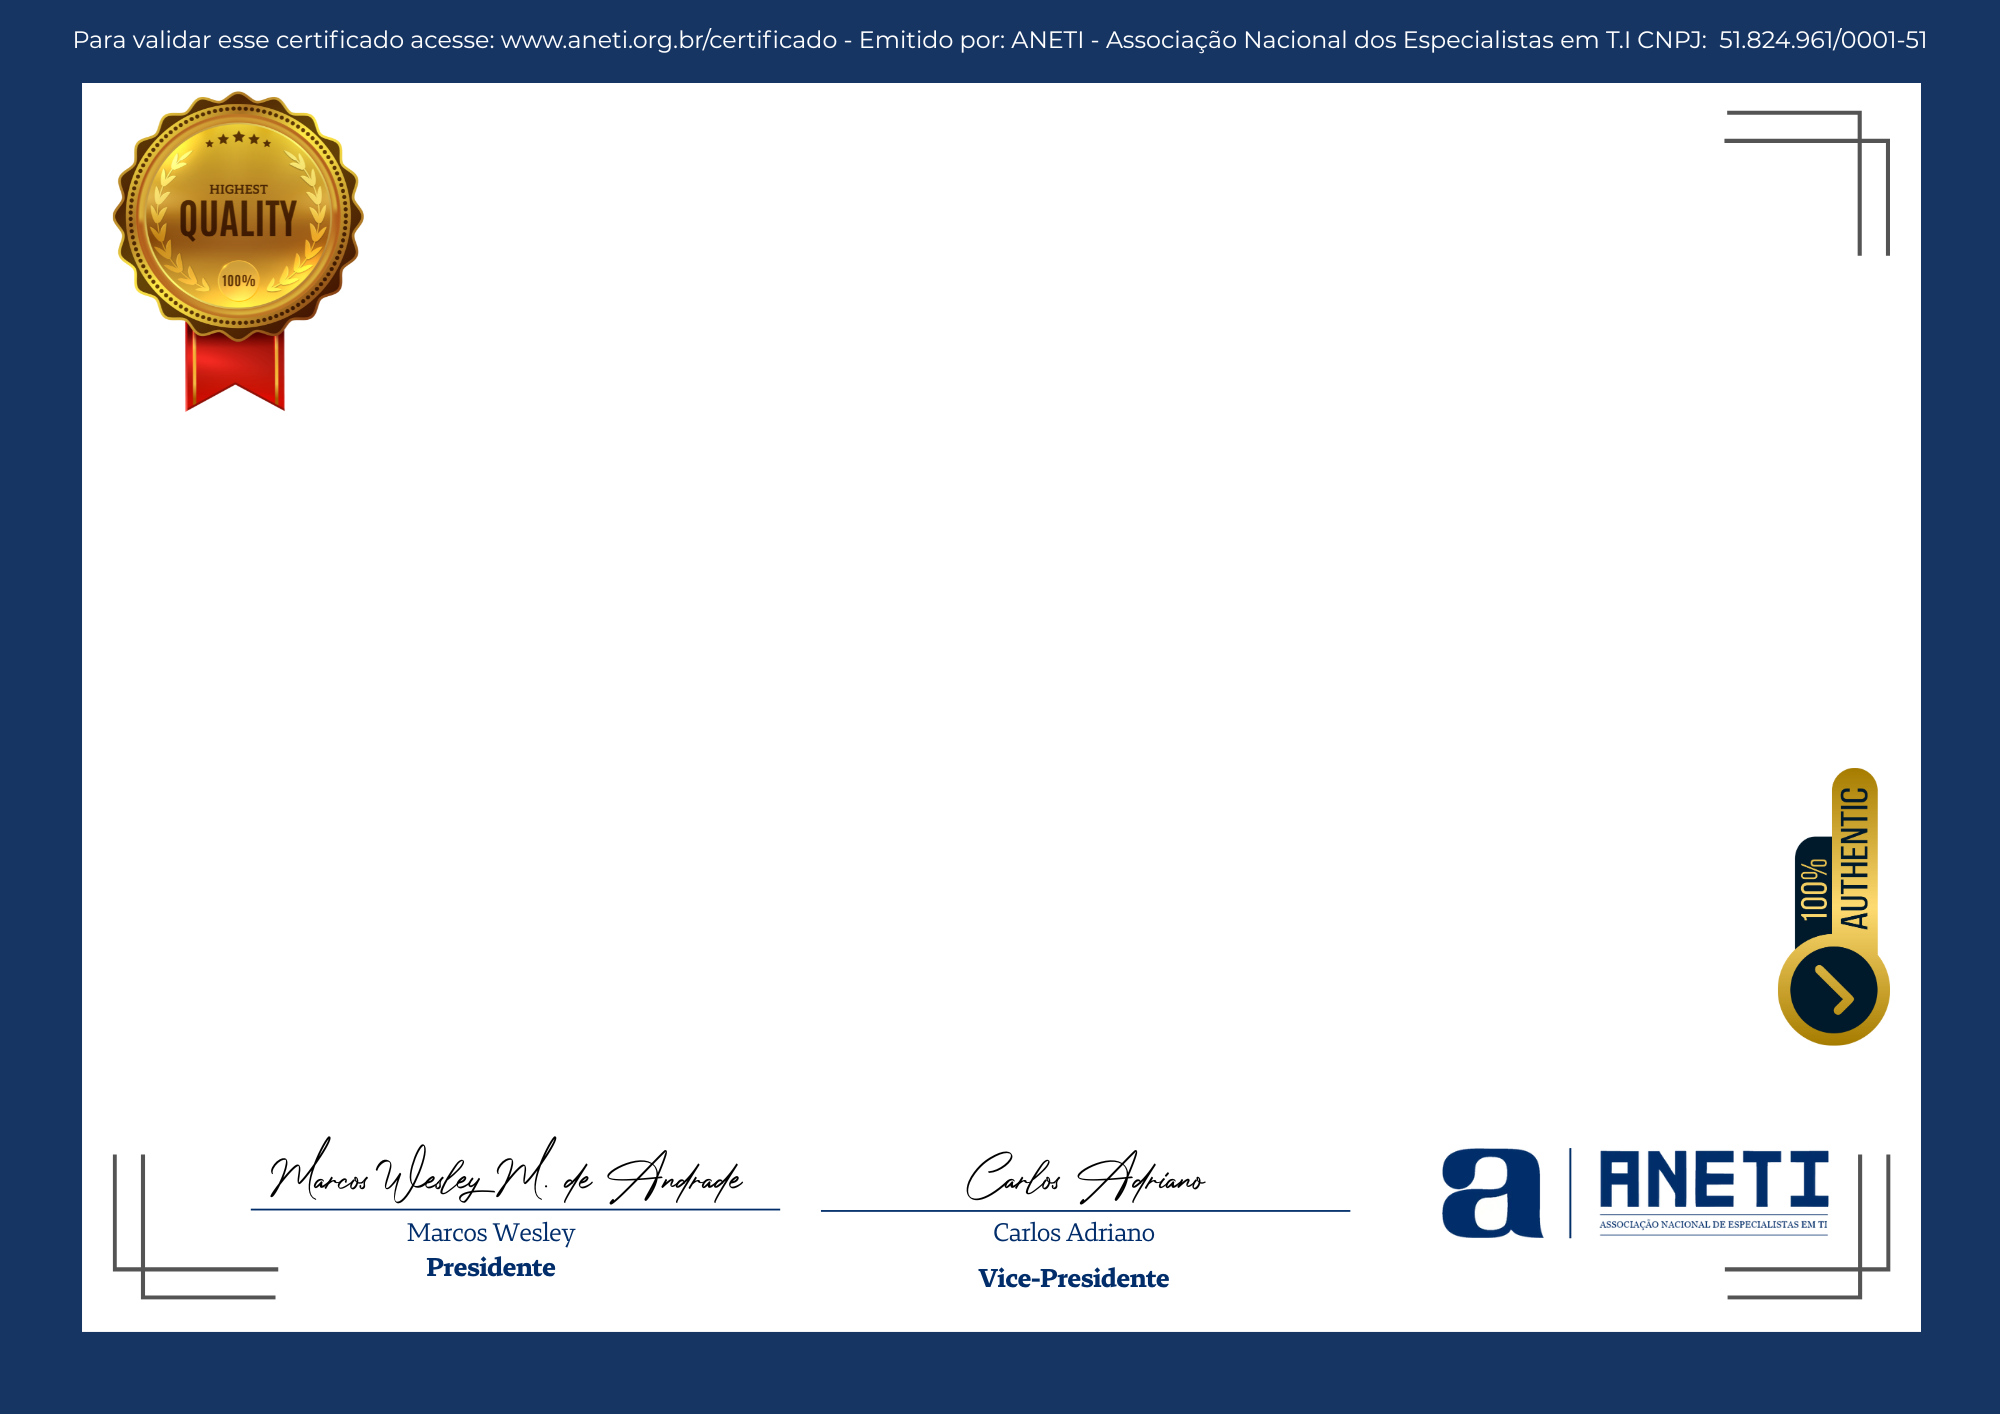 Para validar esse certificado acesse: www.aneti.org.br/certificado - Emitido por: ANETI - Associação Nacional dos Especialistas em T.I CNPJ:  51.824.961/0001-51
HIGHEST
QUALITY
100%
100%
AUTHENTIC
Marcos Wesley M. de Andrade
Marcos Wesley
Presidente
Carlos Adriano
Carlos Adriano
Vice-Presidente
a
ANETI
ASSOCIAÇÃO NACIONAL DE ESPECIALISTAS EM TI